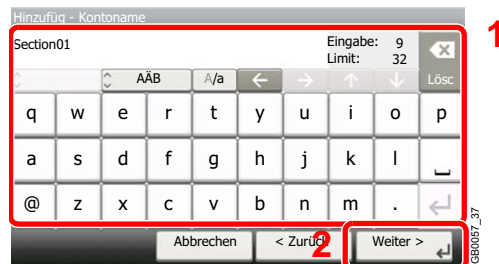 Hinzufüg - Kontoname
1
Section01 Eingabe: 9
Limit: 32
AÄB A/a ← → ↑ ↓ Lösc
q w e r t y u i o p
a s d f g h j k l _
@ z x c v b n m .
Abbrechen < Zurück 2 Weiter >
GB0057_37